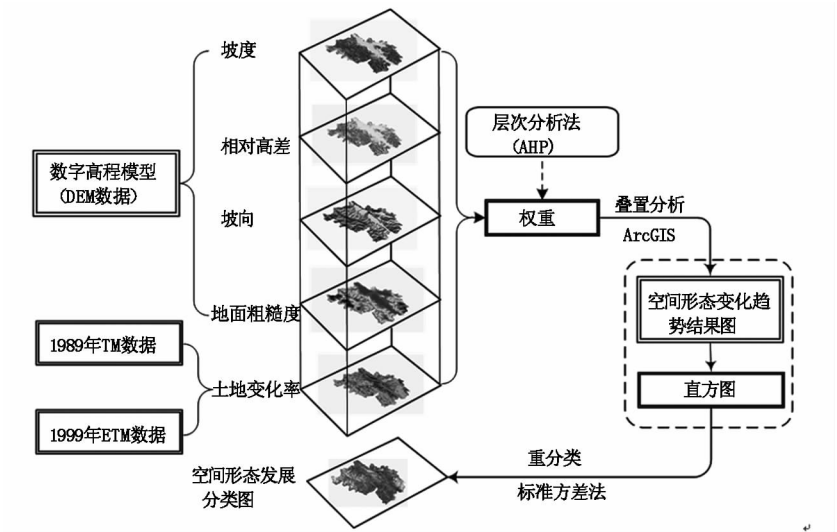 坡度
相对高差
层次分析法
(AHP)
数字高程模型
(DEM数据)
坡向
权重
叠置分析
ArcGIS
地面粗糙度
空间形态变化趋
势结果图
1989年TM数据
土地变化率
直方图
1999年ETM数据
空间形态发展
分类图
重分类
标准方差法